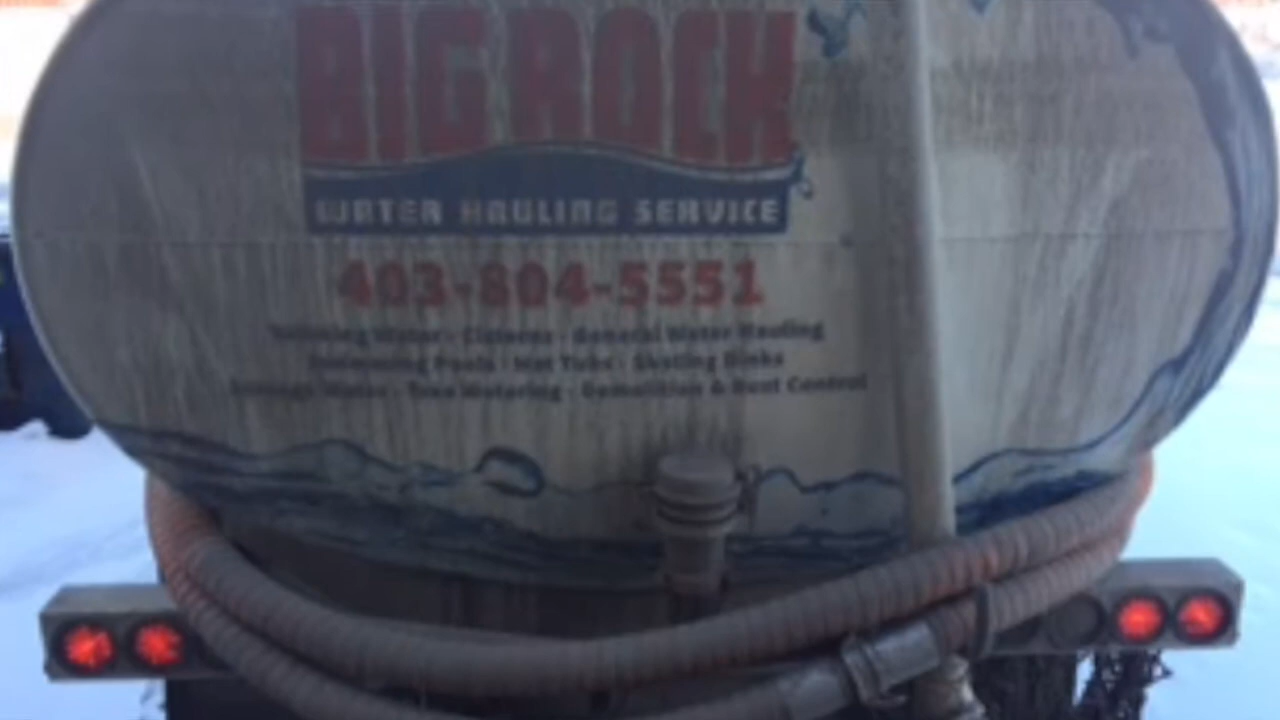 BIG ROCK
WATER HAULING SERVICE
403-804-5551
Drinking Water · Cisterns · General Water Hauling
Swimming Pools · Hot Tubs · Skating Rinks
Water · Tree Watering · Demolition & Dust Control